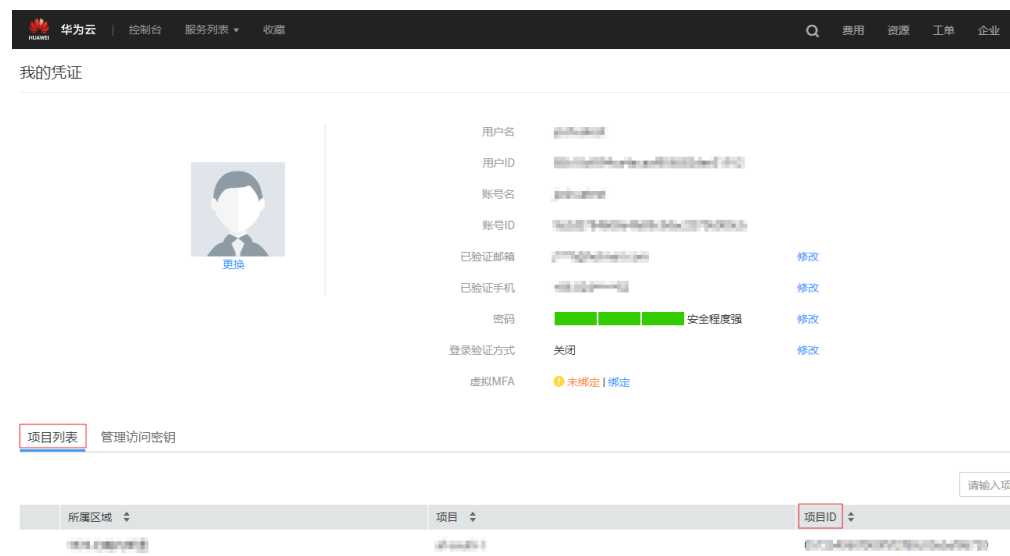 HUAWEI 华为云 | 控制台 服务列表 收藏 费用 资源 工单 企业
我的凭证
用户名
用户ID
账号名
账号ID
更换
已验证邮箱 修改
已验证手机 修改
密码 安全程度强 修改
登录验证方式 关闭 修改
虚拟MFA 未绑定 | 绑定
项目列表 管理访问密钥
请输入项
所属区域 项目 项目ID